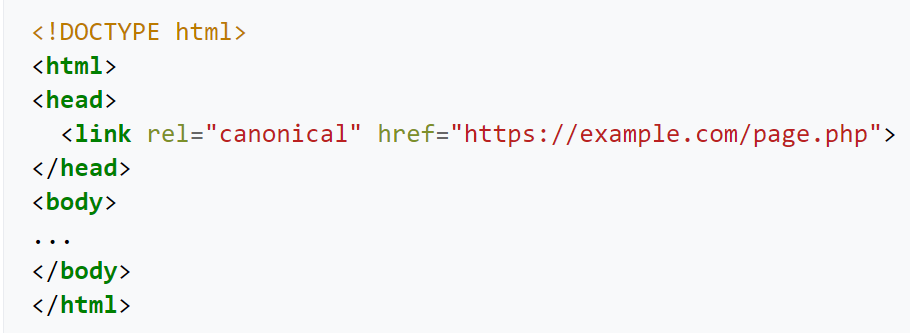 <!DOCTYPE html>
<html>
<head>
  <link rel="canonical" href="https://example.com/page.php">
</head>
<body>
...
</body>
</html>